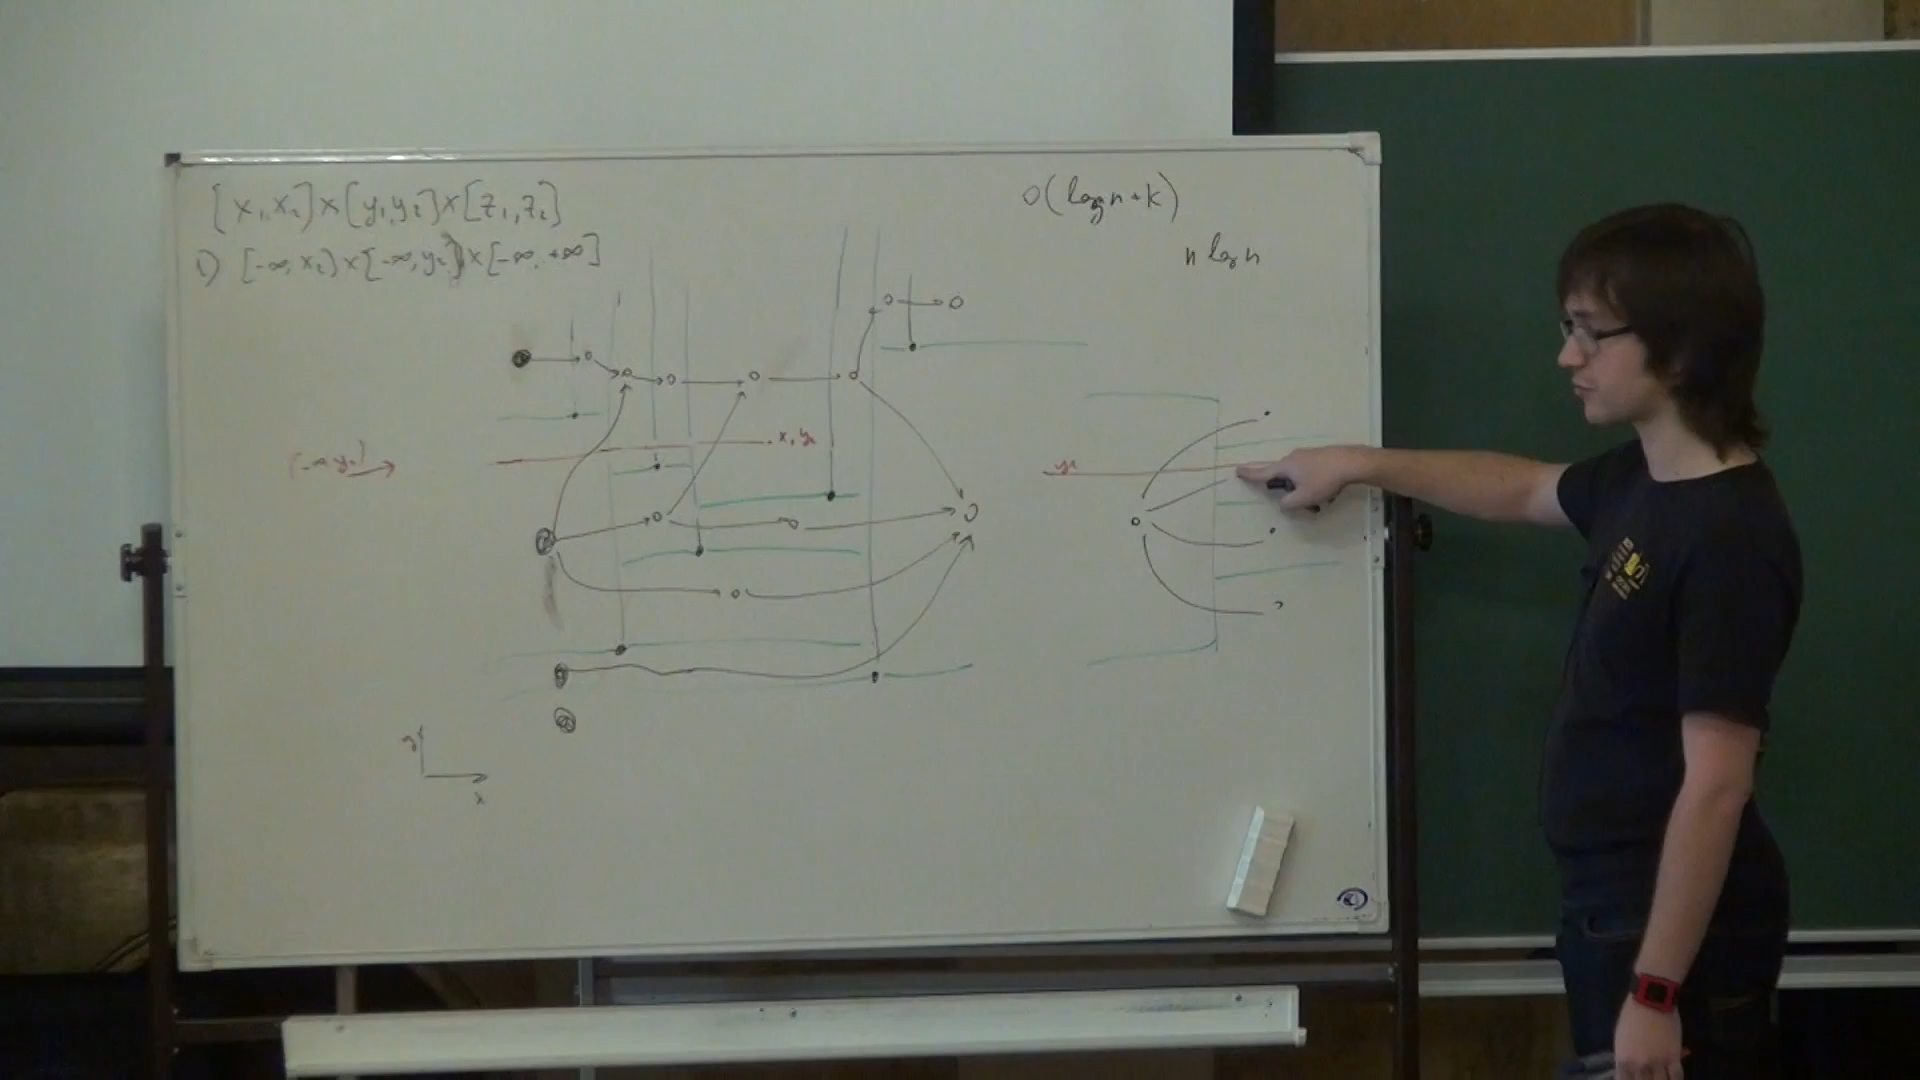 [x₁,x₂]×[y₁,y₂]×[z₁,z₂]
1) [-∞,x₂)×[-∞,y₂]×[-∞,+∞]
O(log n+k)
n log n
x, y₂
(-∞ y₂)
y₂
y
x